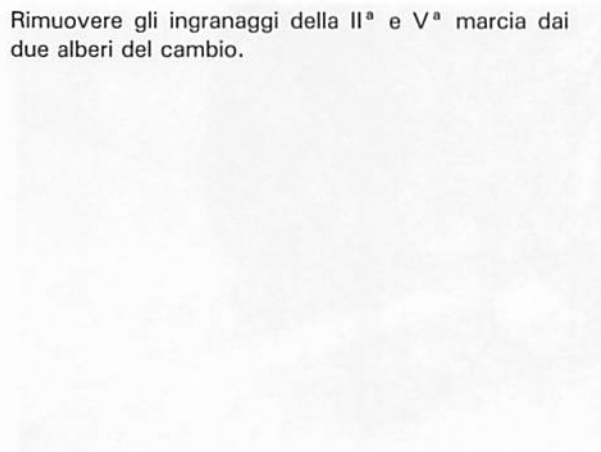 Rimuovere gli ingranaggi della IIª e Vª marcia dai
due alberi del cambio.